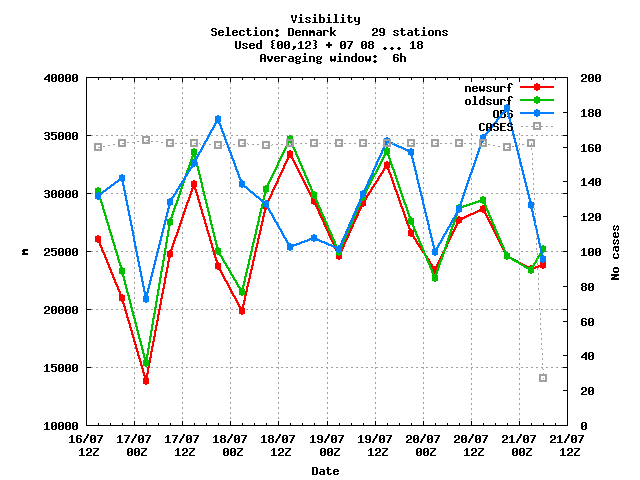 Visibility
Selection: Denmark     29 stations
Used {00,12} + 07 08 ... 18
Averaging window:  6h
40000
35000
30000
25000
20000
15000
10000
m
200
180
160
140
120
100
80
60
40
20
0
No cases
newsurf
oldsurf
OBS
CASES
16/07 17/07 17/07 18/07 18/07 19/07 19/07 20/07 20/07 21/07 21/07
12Z 00Z 12Z 00Z 12Z 00Z 12Z 00Z 12Z 00Z 12Z
Date